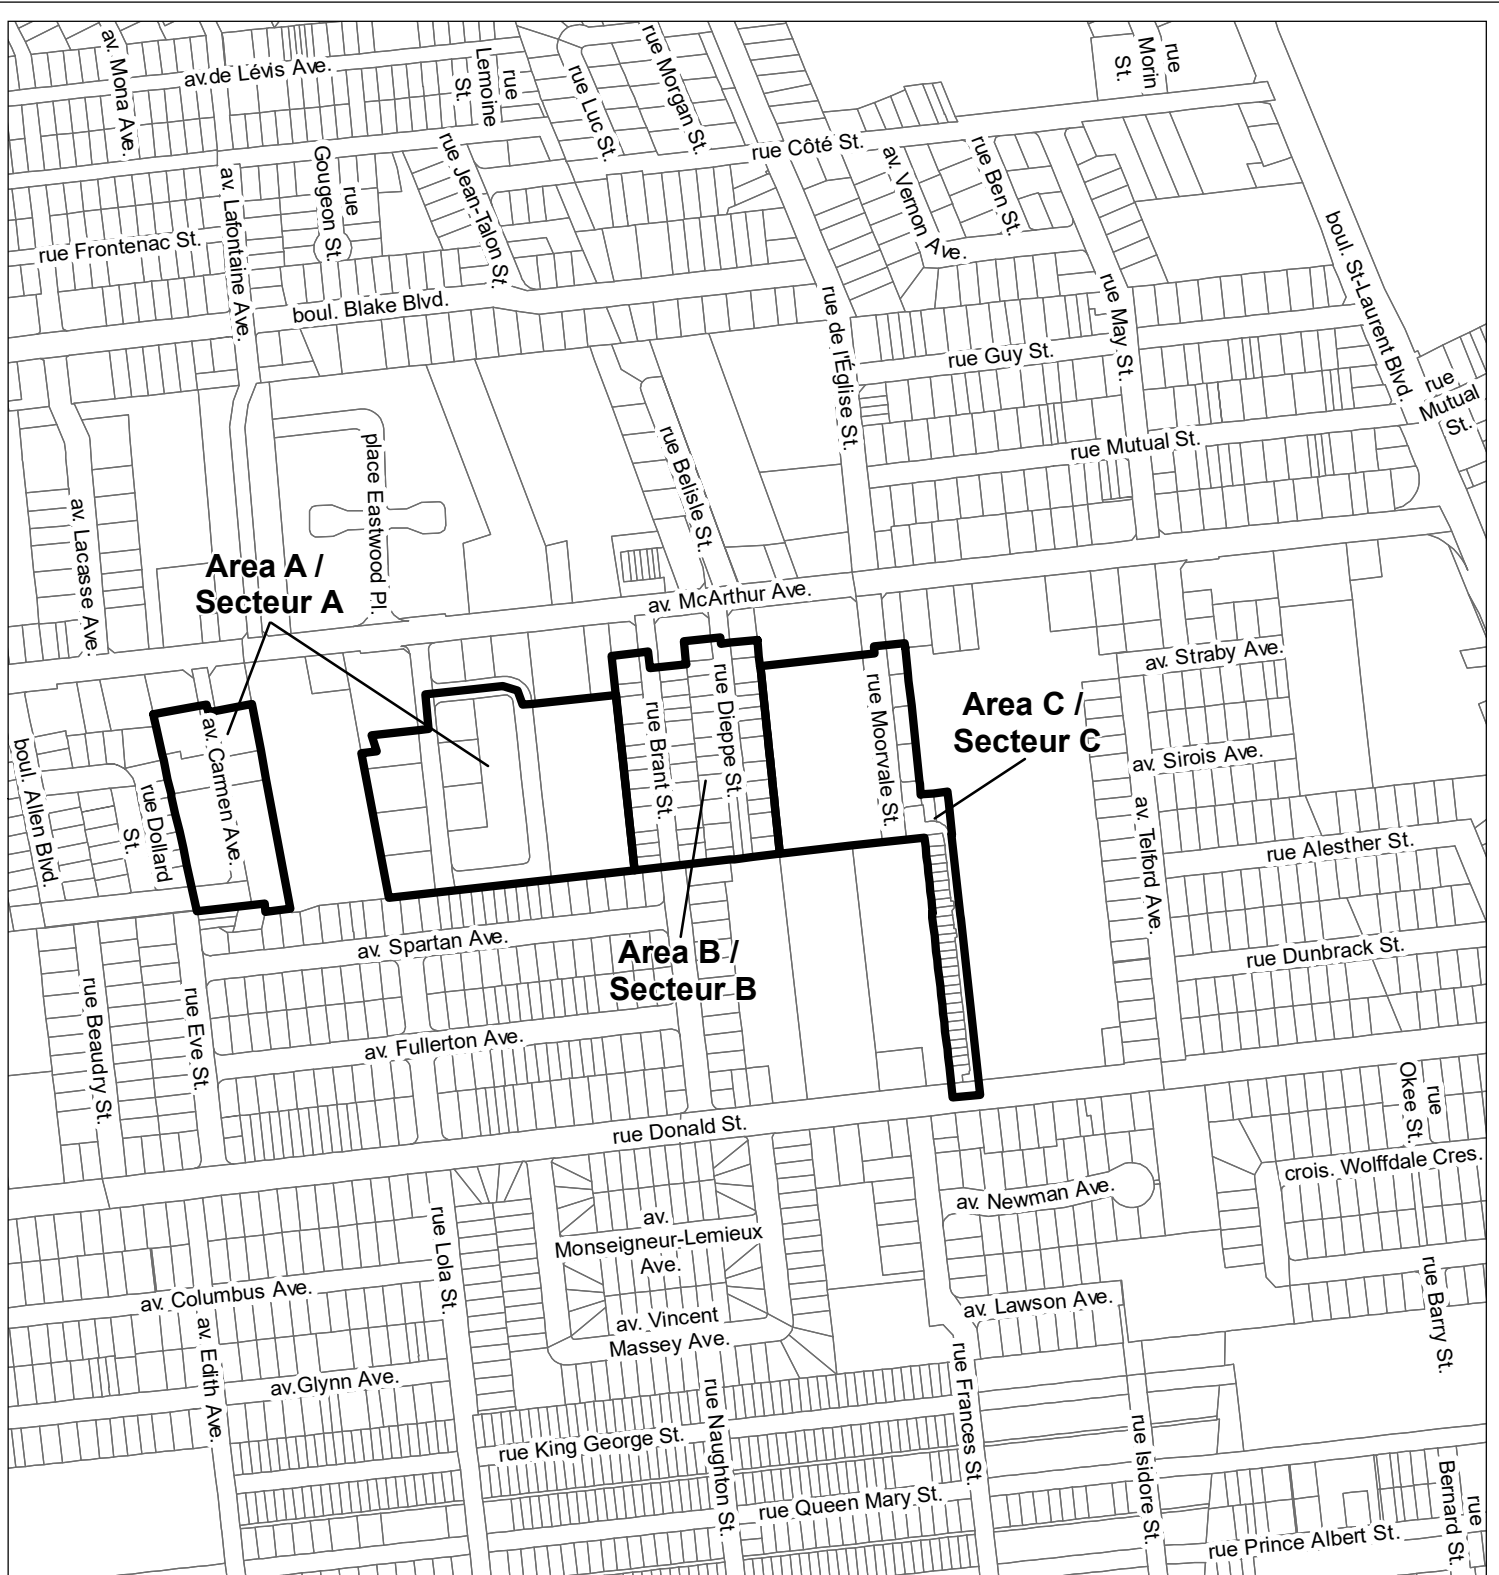 av. Mona Ave.
av.de Lévis Ave.
rue
Lemoine
St.
rue Luc St.
rue Morgan St.
rue
Morin
St.
rue Côté St.
av. Lafontaine Ave.
rue
Gougeon St.
rue Jean-Talon St.
av. Vernon Ave.
rue Ben St.
rue Frontenac St.
boul. Blake Blvd.
rue de l'Église St.
rue May St.
boul. St-Laurent Blvd.
rue Guy St.
rue
Mutual
St.
rue Mutual St.
place Eastwood Pl.
rue Belisle St.
av. Lacasse Ave.
Area A /
Secteur A
av. McArthur Ave.
av. Straby Ave.
rue Brant St.
rue Dieppe St.
rue Moorvale St.
Area C /
Secteur C
av. Carmen Ave.
boul. Allen Blvd.
rue Dollard
St.
av. Sirois Ave.
av. Telford Ave.
rue Alesther St.
av. Spartan Ave.
Area B /
Secteur B
rue Dunbrack St.
rue Beaudry St.
rue Eve St.
av. Fullerton Ave.
rue
Okee St.
rue Donald St.
crois. Wolffdale Cres.
av. Newman Ave.
av.
Monseigneur-Lemieux
Ave.
rue Lola St.
av. Columbus Ave.
av. Lawson Ave.
rue Barry St.
av. Vincent
Massey Ave.
av. Edith Ave.
av.Glynn Ave.
rue Frances St.
rue Naughton St.
rue King George St.
rue Isidore St.
rue Queen Mary St.
rue
Bernard St.
rue Prince Albert St.